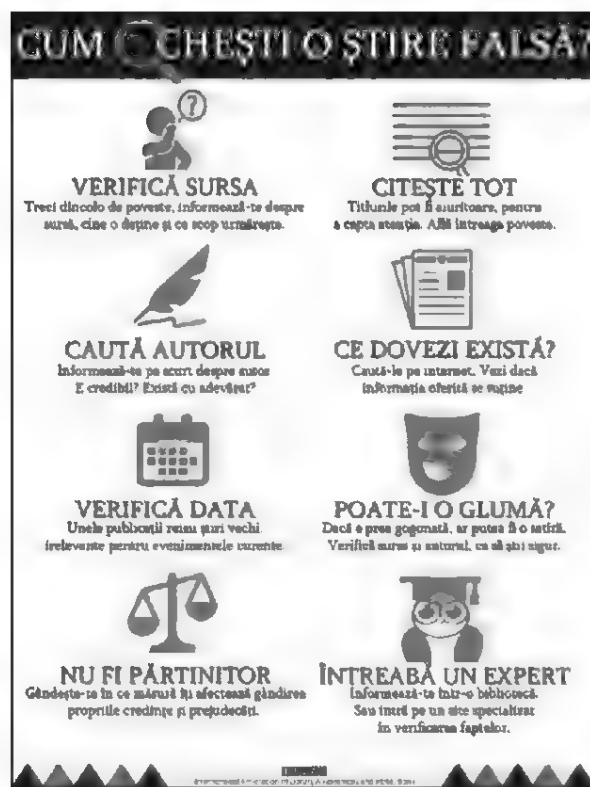 CUM OCHEȘTI O ȘTIRE FALSĂ?
?
VERIFICĂ SURSA
Treci dincolo de poveste, informează-te despre
sursă, cine o deține și ce scop urmărește.
CITEȘTE TOT
Titlurile pot fi aiuritoare, pentru
a capta atenția. Află întreaga poveste.
CAUTĂ AUTORUL
Informează-te pe scurt despre autor
E credibil? Există cu adevărat?
CE DOVEZI EXISTĂ?
Caută-le pe internet. Vezi dacă
informația oferită se susține
VERIFICĂ DATA
Unele publicații reiau știri vechi,
irelevante pentru evenimentele curente.
POATE-I O GLUMĂ?
Dacă e prea gogonată, ar putea fi o satiră.
Verifică sursa și autorul, ca să știi sigur.
NU FI PĂRTINITOR
Gândește-te în ce măsură îți afectează gândirea
propriile credințe și prejudecăți.
ÎNTREABĂ UN EXPERT
Informează-te într-o bibliotecă.
Sau intră pe un site specializat
în verificarea faptelor.